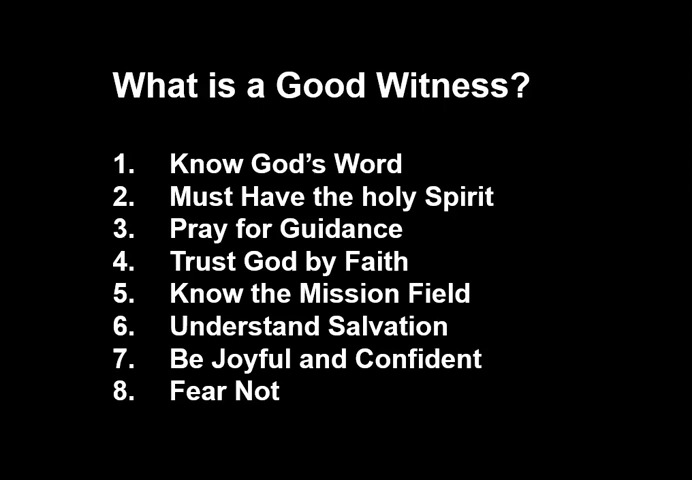 What is a Good Witness?
1. Know God’s Word
2. Must Have the holy Spirit
3. Pray for Guidance
4. Trust God by Faith
5. Know the Mission Field
6. Understand Salvation
7. Be Joyful and Confident
8. Fear Not